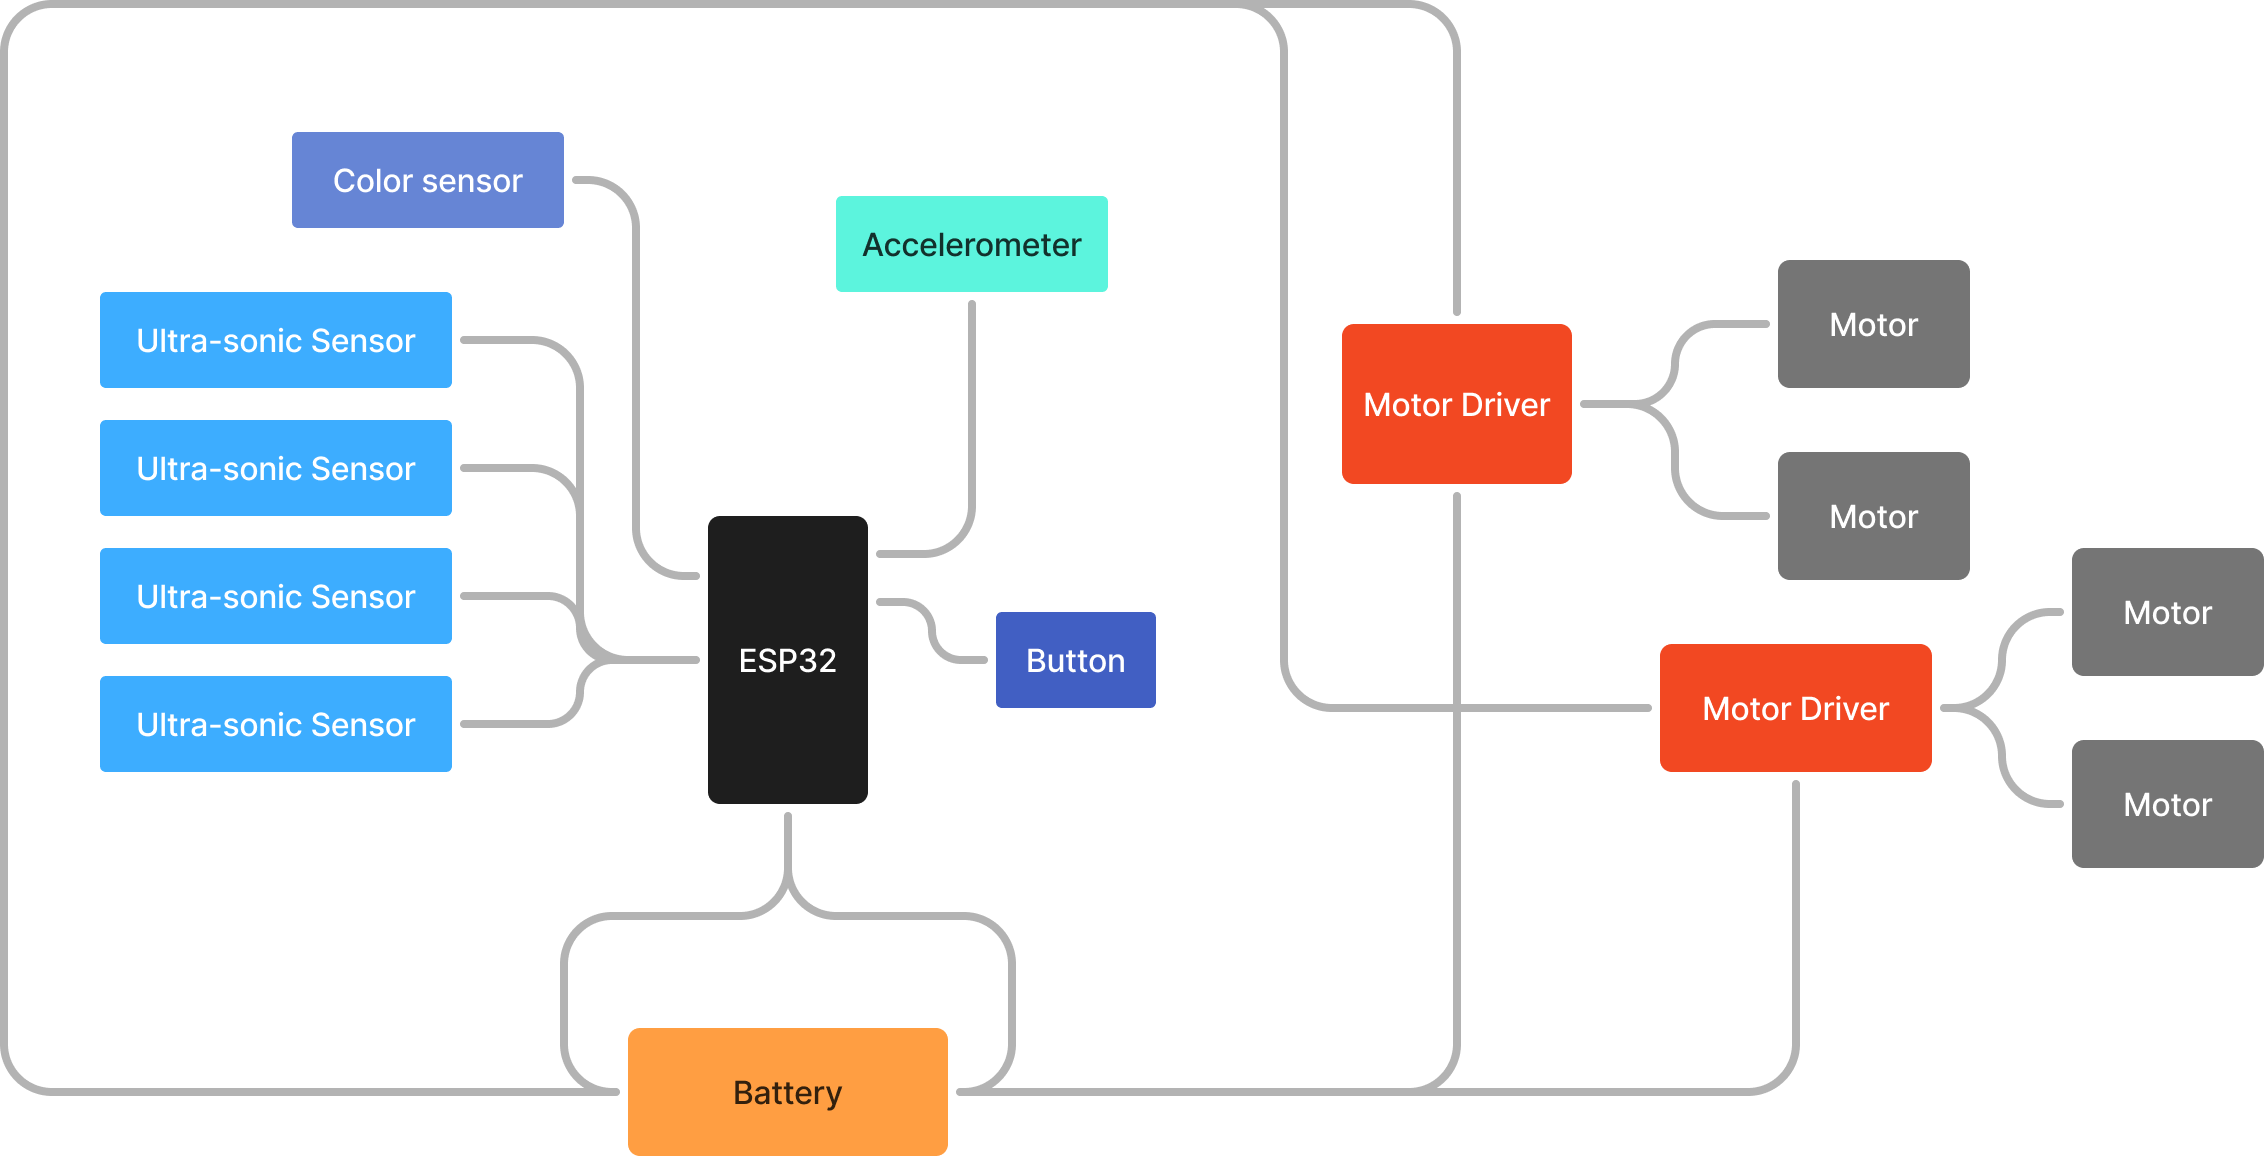 Color sensor
Accelerometer
Ultra-sonic Sensor
Ultra-sonic Sensor
Ultra-sonic Sensor
Ultra-sonic Sensor
ESP32
Button
Battery
Motor Driver
Motor
Motor
Motor Driver
Motor
Motor